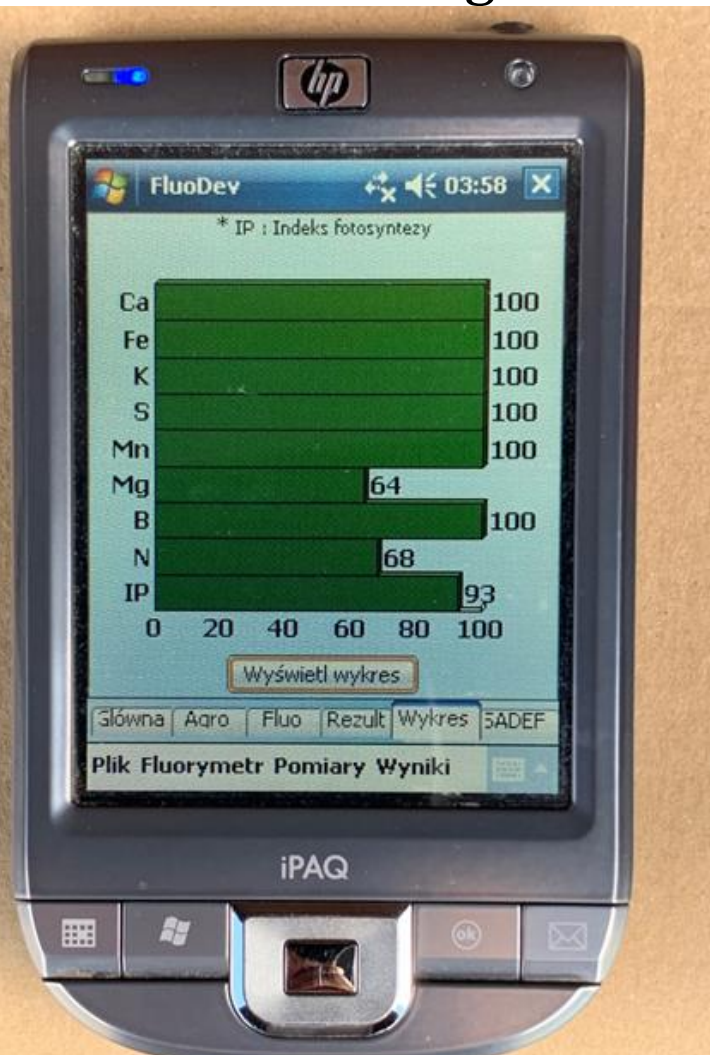 hp
FluoDev 03:58
* IP : Indeks fotosyntezy
Ca 100
Fe 100
K 100
S 100
Mn 100
Mg 64
B 100
N 68
IP 93
0 20 40 60 80 100
Wyświetl wykres
Główna Agro Fluo Rezult Wykres SADEF
Plik Fluorymetr Pomiary Wyniki
iPAQ
ok